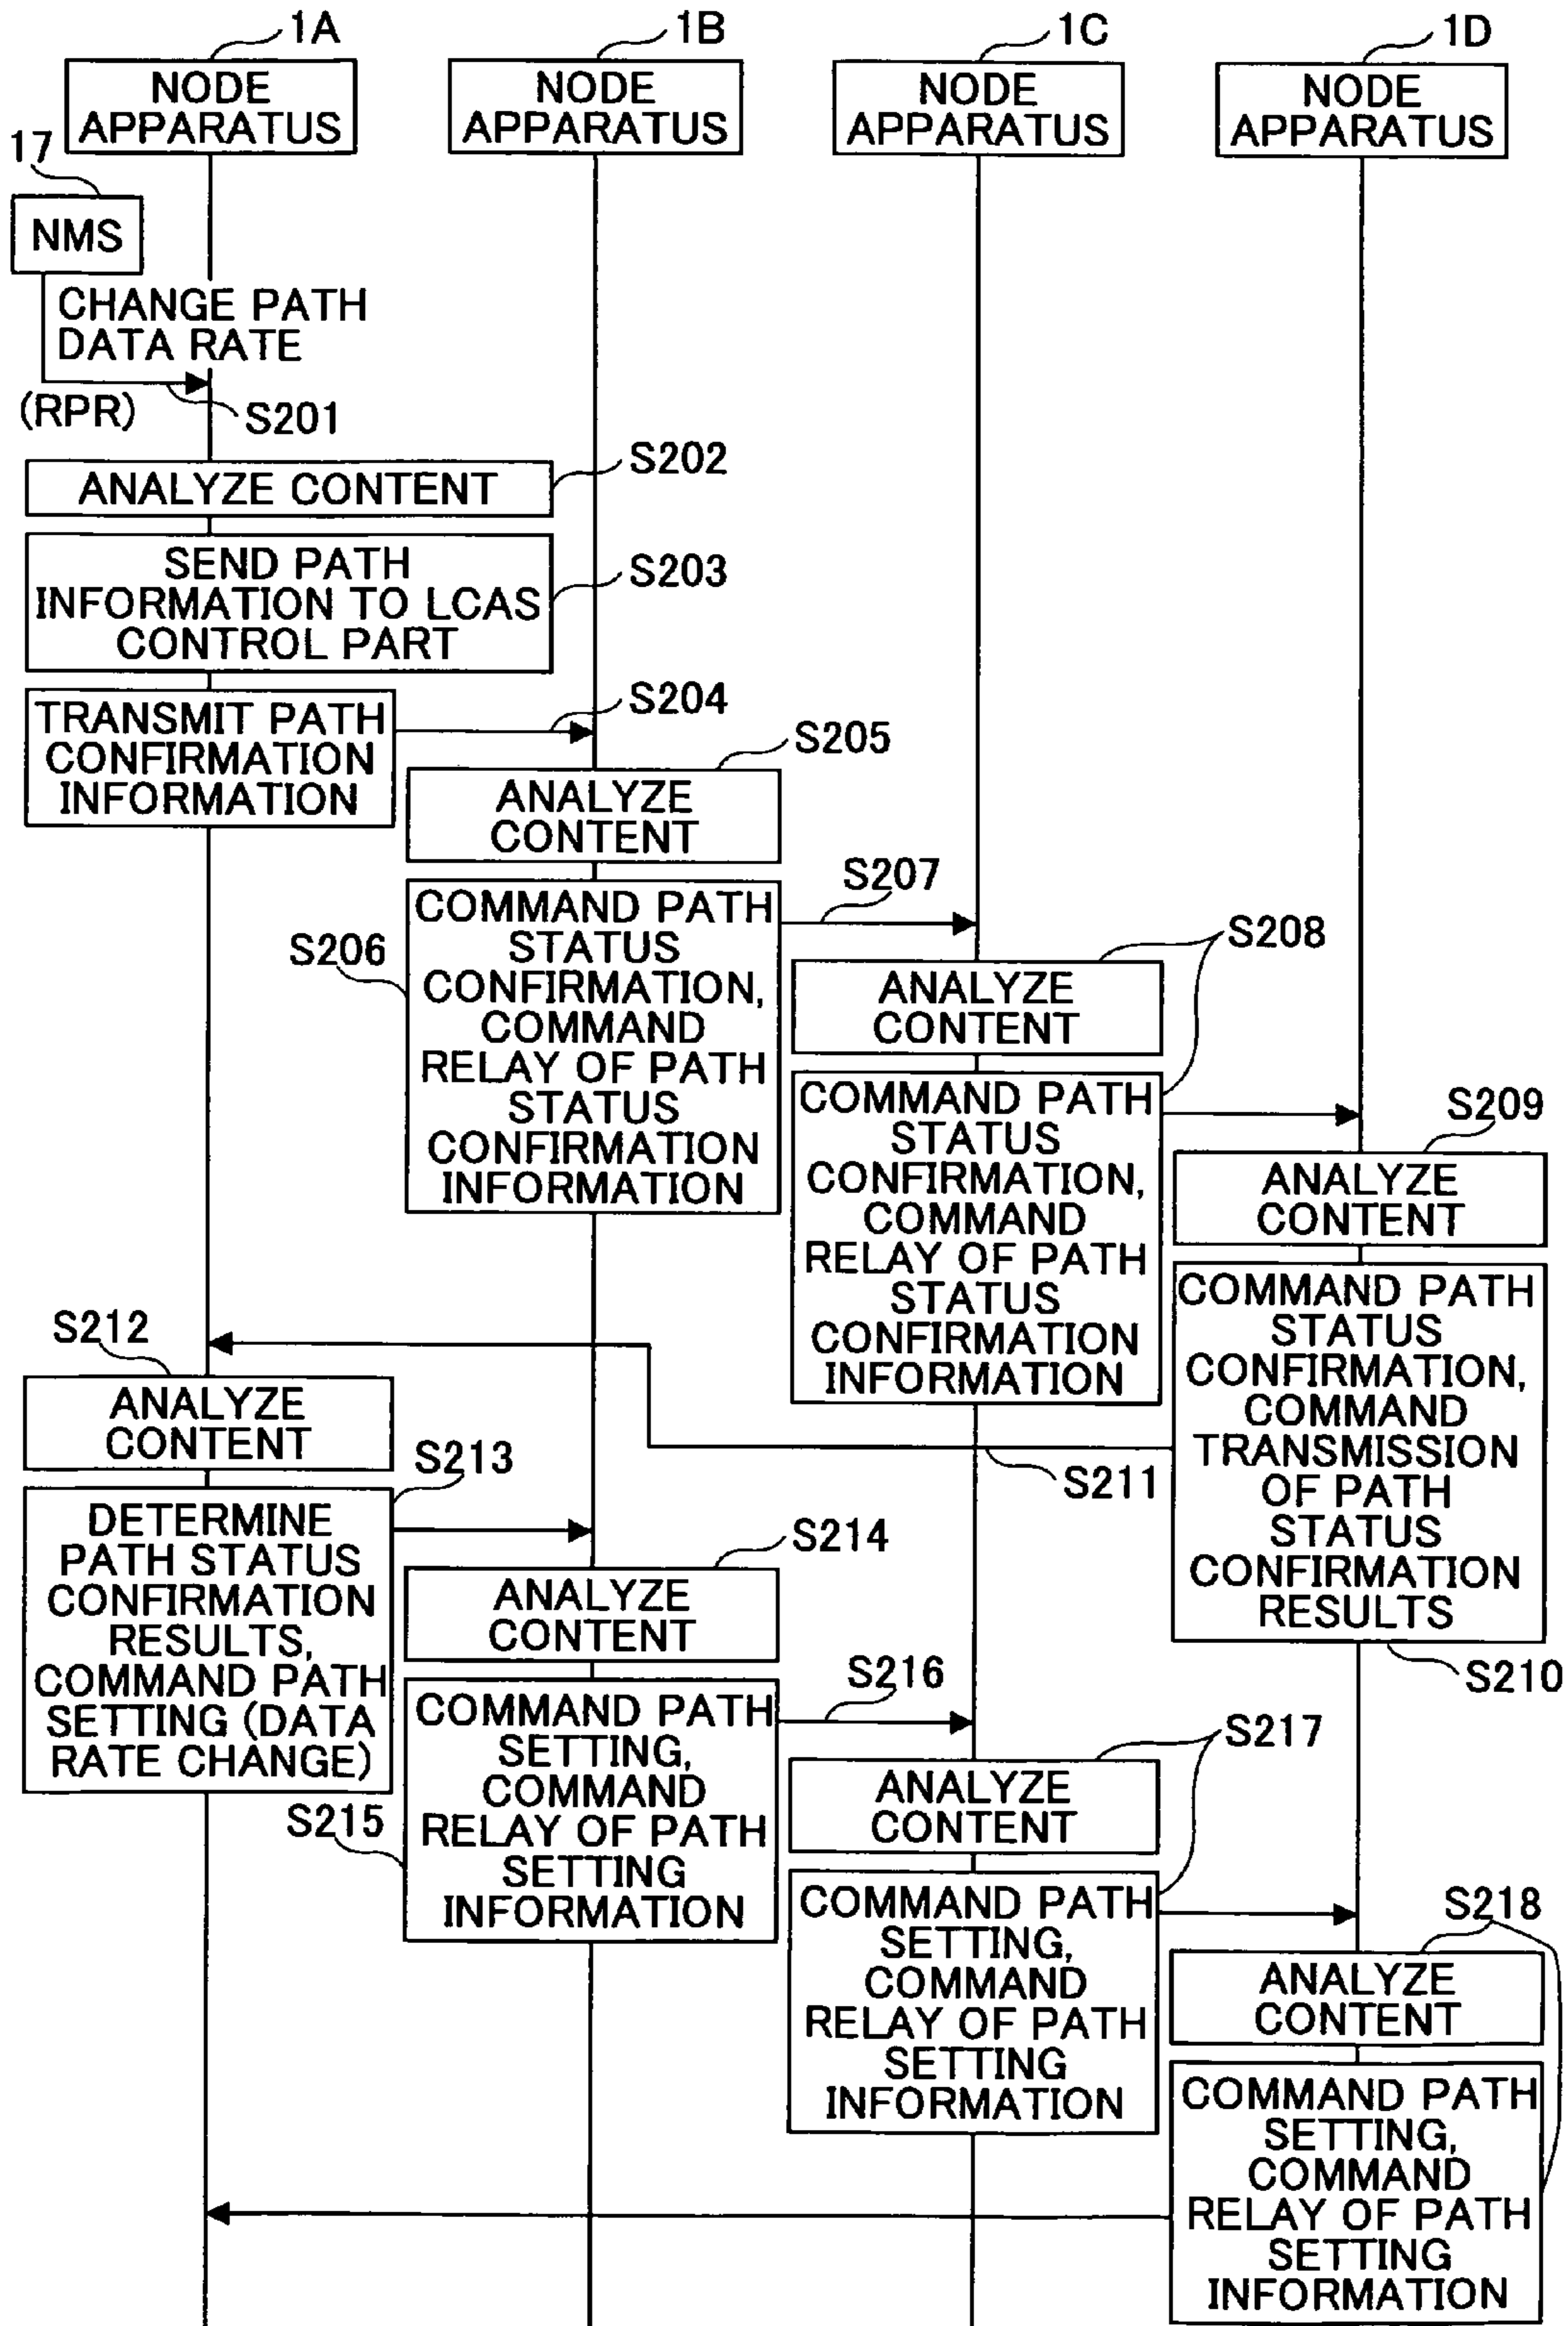 1A
1B
1C
1D
NODE
APPARATUS
NODE
APPARATUS
NODE
APPARATUS
NODE
APPARATUS
17
NMS
CHANGE PATH
DATA RATE
(RPR)
S201
S202
ANALYZE CONTENT
SEND PATH
INFORMATION TO LCAS
CONTROL PART
S203
TRANSMIT PATH
CONFIRMATION
INFORMATION
S204
S205
ANALYZE
CONTENT
S206
COMMAND PATH
STATUS
CONFIRMATION,
COMMAND
RELAY OF PATH
STATUS
CONFIRMATION
INFORMATION
S207
S208
ANALYZE
CONTENT
COMMAND PATH
STATUS
CONFIRMATION,
COMMAND
RELAY OF PATH
STATUS
CONFIRMATION
INFORMATION
S209
ANALYZE
CONTENT
COMMAND PATH
STATUS
CONFIRMATION,
COMMAND
TRANSMISSION
OF PATH
STATUS
CONFIRMATION
RESULTS
S210
S211
S212
ANALYZE
CONTENT
S213
DETERMINE
PATH STATUS
CONFIRMATION
RESULTS,
COMMAND PATH
SETTING (DATA
RATE CHANGE)
S214
ANALYZE
CONTENT
S215
COMMAND PATH
SETTING,
COMMAND
RELAY OF PATH
SETTING
INFORMATION
S216
S217
ANALYZE
CONTENT
COMMAND PATH
SETTING,
COMMAND
RELAY OF PATH
SETTING
INFORMATION
S218
ANALYZE
CONTENT
COMMAND PATH
SETTING,
COMMAND
RELAY OF PATH
SETTING
INFORMATION